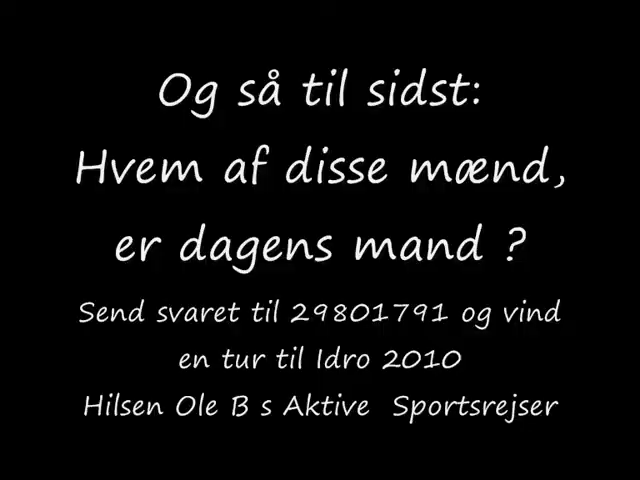 Og så til sidst:
Hvem af disse mænd,
er dagens mand ?
Send svaret til 29801791 og vind
en tur til Idro 2010
Hilsen Ole B s Aktive  Sportsrejser